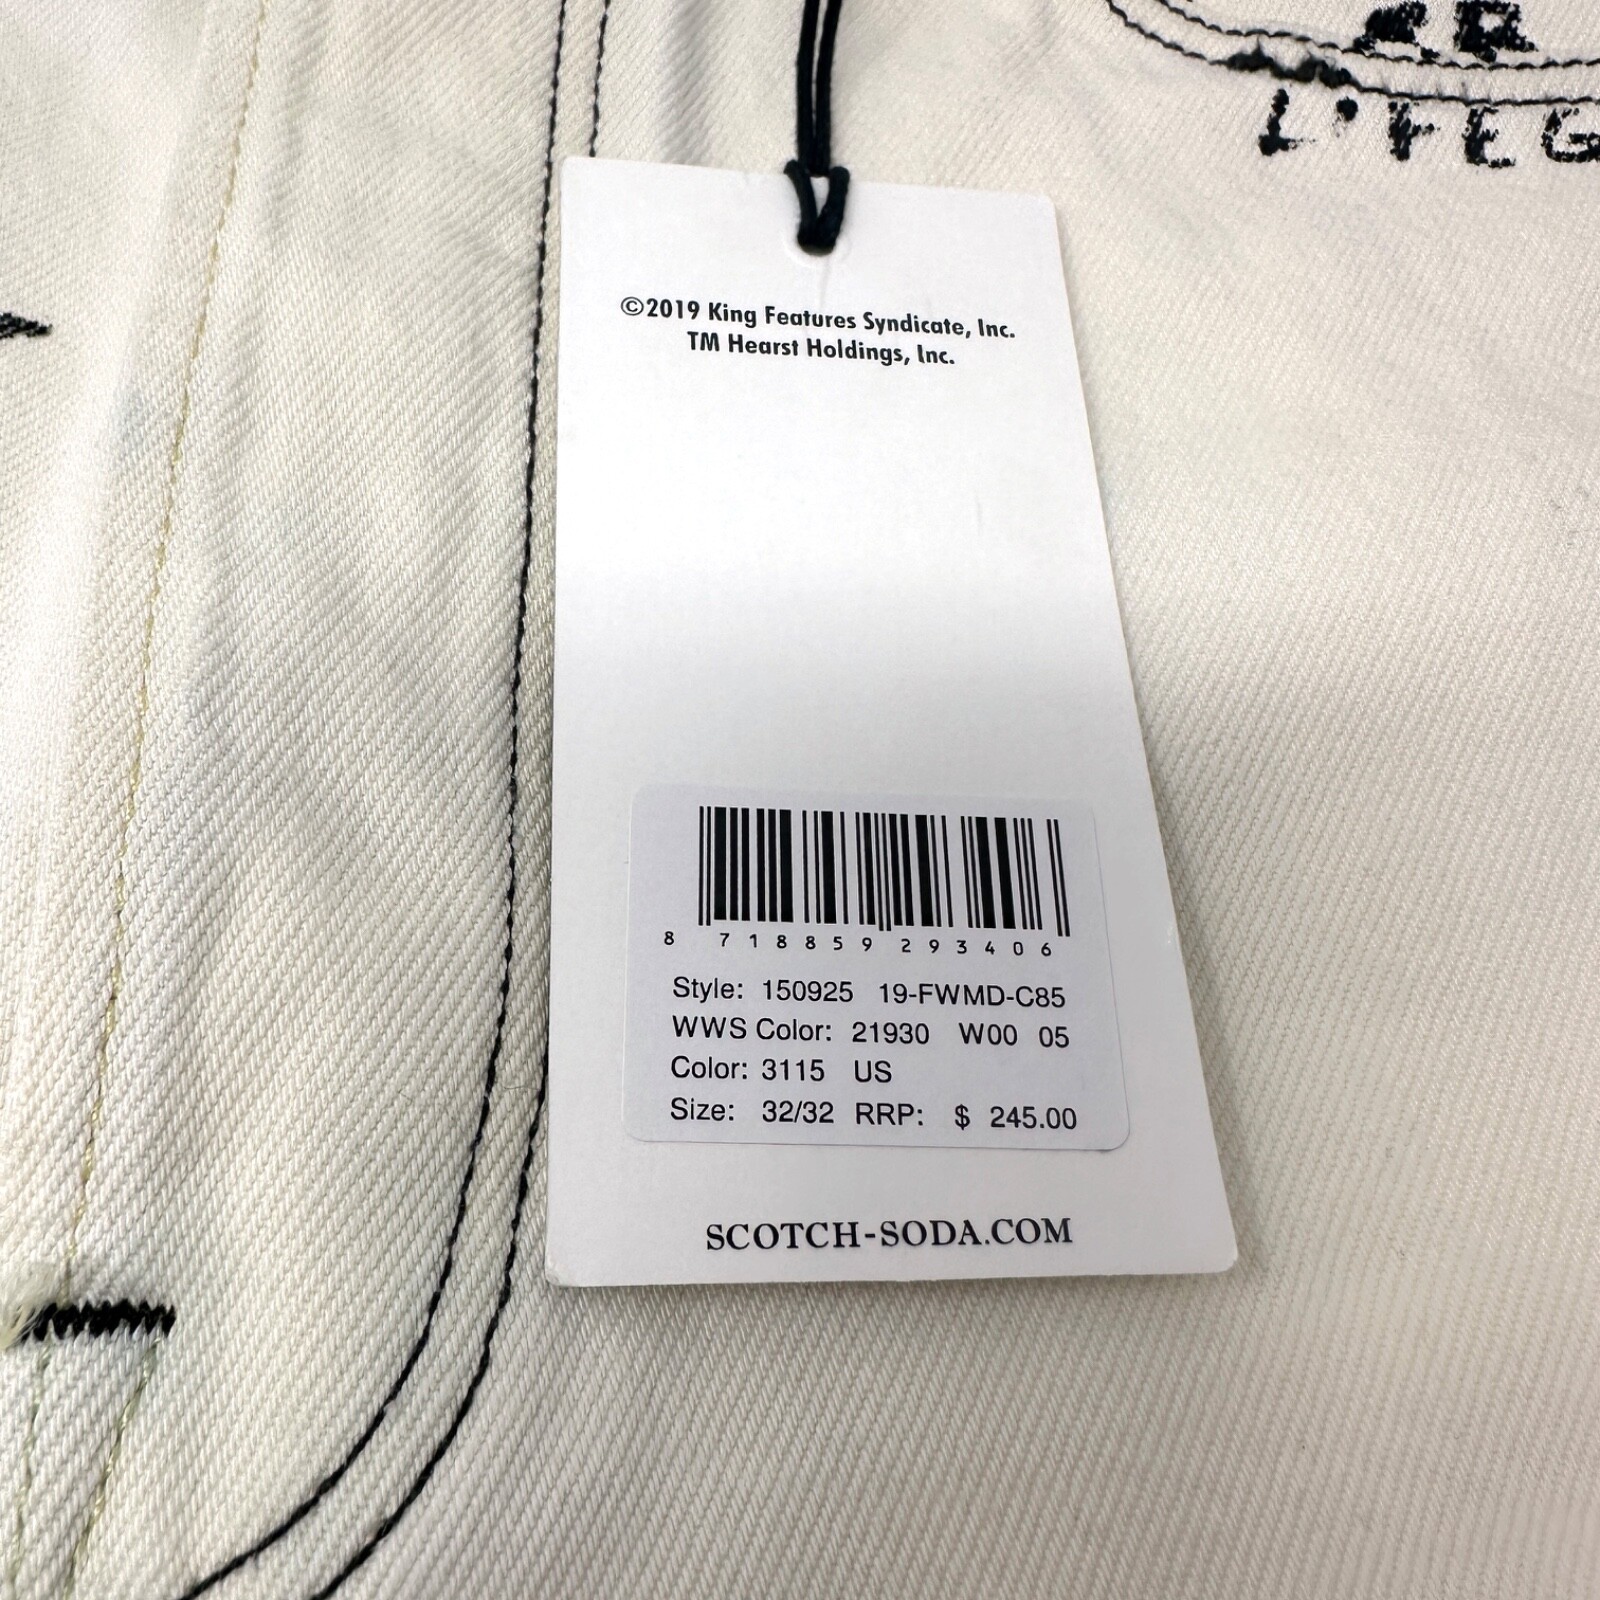 L'FEG
©2019 King Features Syndicate, Inc.
TM Hearst Holdings, Inc.
8 718859 293406
Style: 150925 19-FWMD-C85
WWS Color: 21930 W00 05
Color: 3115 US
Size: 32/32 RRP: $ 245.00
SCOTCH-SODA.COM